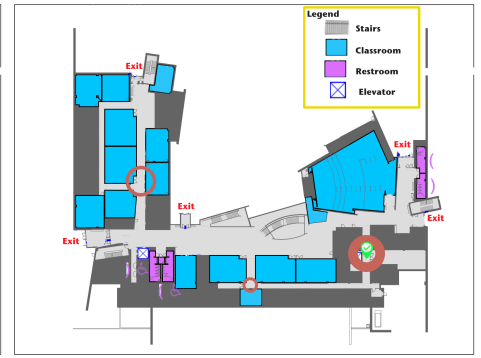 Legend
Stairs
Classroom
Restroom
Elevator
Exit
Exit
Exit
Exit
Exit